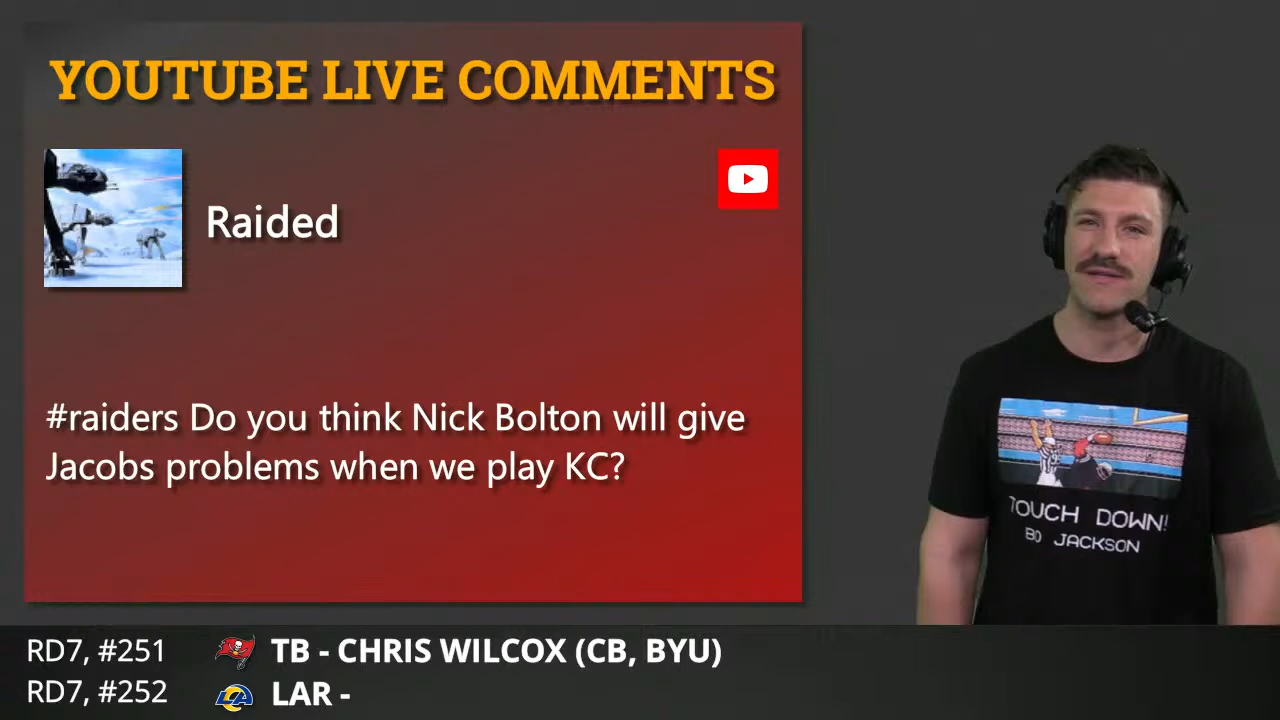 YOUTUBE LIVE COMMENTS
Raided
#raiders Do you think Nick Bolton will give
Jacobs problems when we play KC?
TOUCH DOWN!
BO JACKSON
RD7, #251 TB - CHRIS WILCOX (CB, BYU)
RD7, #252 LAR -